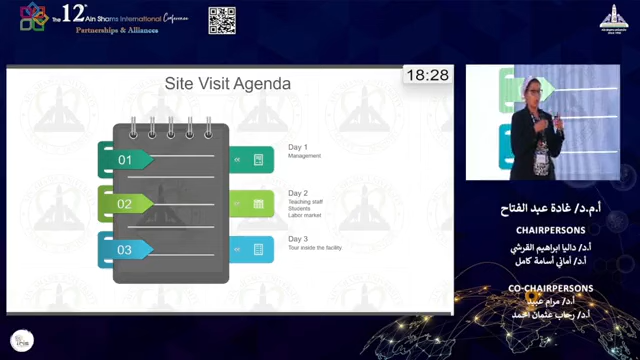 The 12th Ain Shams International Conference
Partnerships & Alliances
18:28
Site Visit Agenda
01
Day 1
Management
02
Day 2
Teaching staff
Students
Labor market
03
Day 3
Tour inside the facility
أ.م.د/ غادة عبد الفتاح
CHAIRPERSONS
أ.د/ داليا ابراهيم القرشي
أ.د/ أماني أسامة كامل
CO-CHAIRPERSONS
أ.د/ مرام عبيد
أ.د/ رحاب عثمان احمد